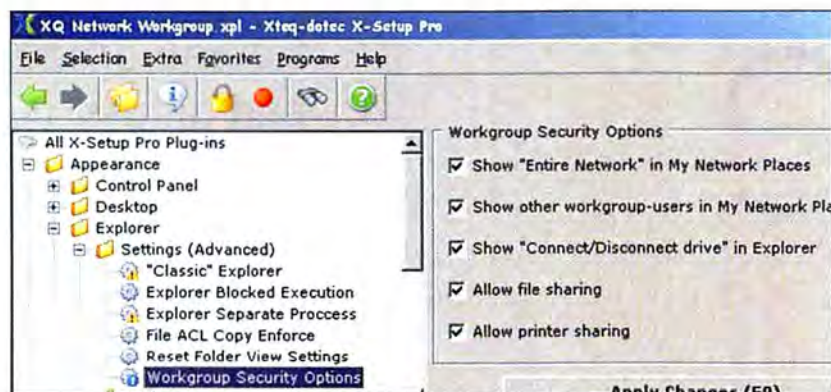 XQ Network Workgroup.xpl - Xteq-dotec X-Setup Pro
File Selection Extra Favorites Programs Help
All X-Setup Pro Plug-ins
Appearance
Control Panel
Desktop
Explorer
Settings (Advanced)
"Classic" Explorer
Explorer Blocked Execution
Explorer Separate Proccess
File ACL Copy Enforce
Reset Folder View Settings
Workgroup Security Options
Workgroup Security Options
Show "Entire Network" in My Network Places
Show other workgroup-users in My Network Pla
Show "Connect/Disconnect drive" in Explorer
Allow file sharing
Allow printer sharing
Apply Changes (F9)